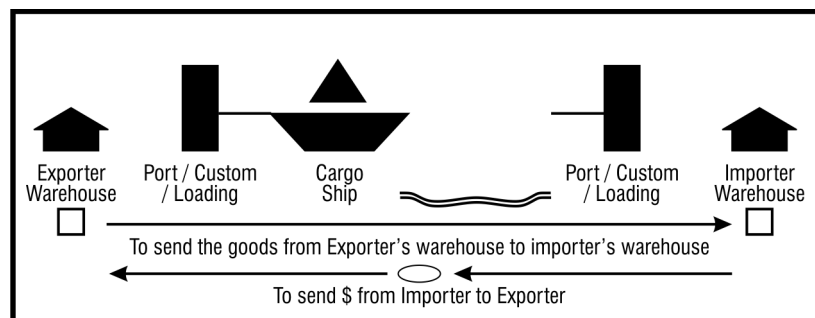 Exporter
Warehouse
Port / Custom
/ Loading
Cargo
Ship
Port / Custom
/ Loading
Importer
Warehouse
To send the goods from Exporter's warehouse to importer's warehouse
To send $ from Importer to Exporter